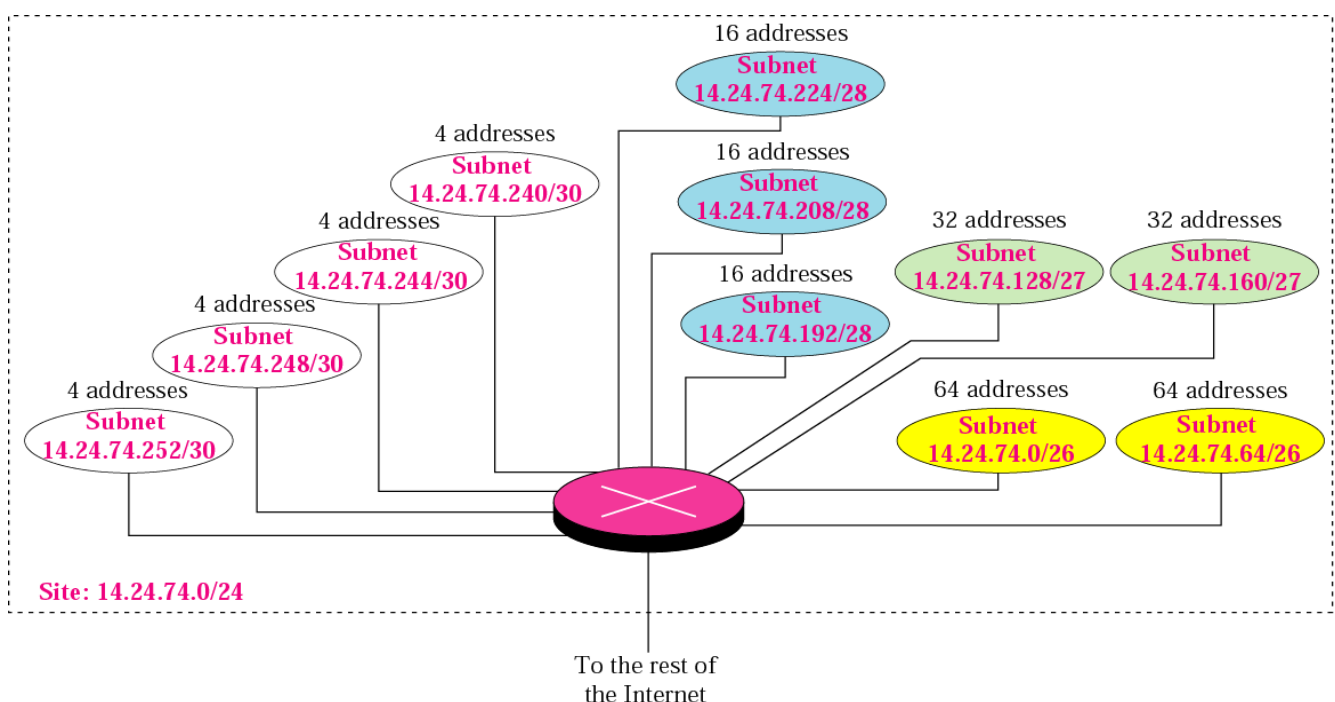 16 addresses
Subnet
14.24.74.224/28
4 addresses
Subnet
14.24.74.240/30
16 addresses
Subnet
14.24.74.208/28
4 addresses
Subnet
14.24.74.244/30
32 addresses
Subnet
14.24.74.128/27
32 addresses
Subnet
14.24.74.160/27
16 addresses
Subnet
14.24.74.192/28
4 addresses
Subnet
14.24.74.248/30
4 addresses
Subnet
14.24.74.252/30
64 addresses
Subnet
14.24.74.0/26
64 addresses
Subnet
14.24.74.64/26
Site: 14.24.74.0/24
To the rest of
the Internet